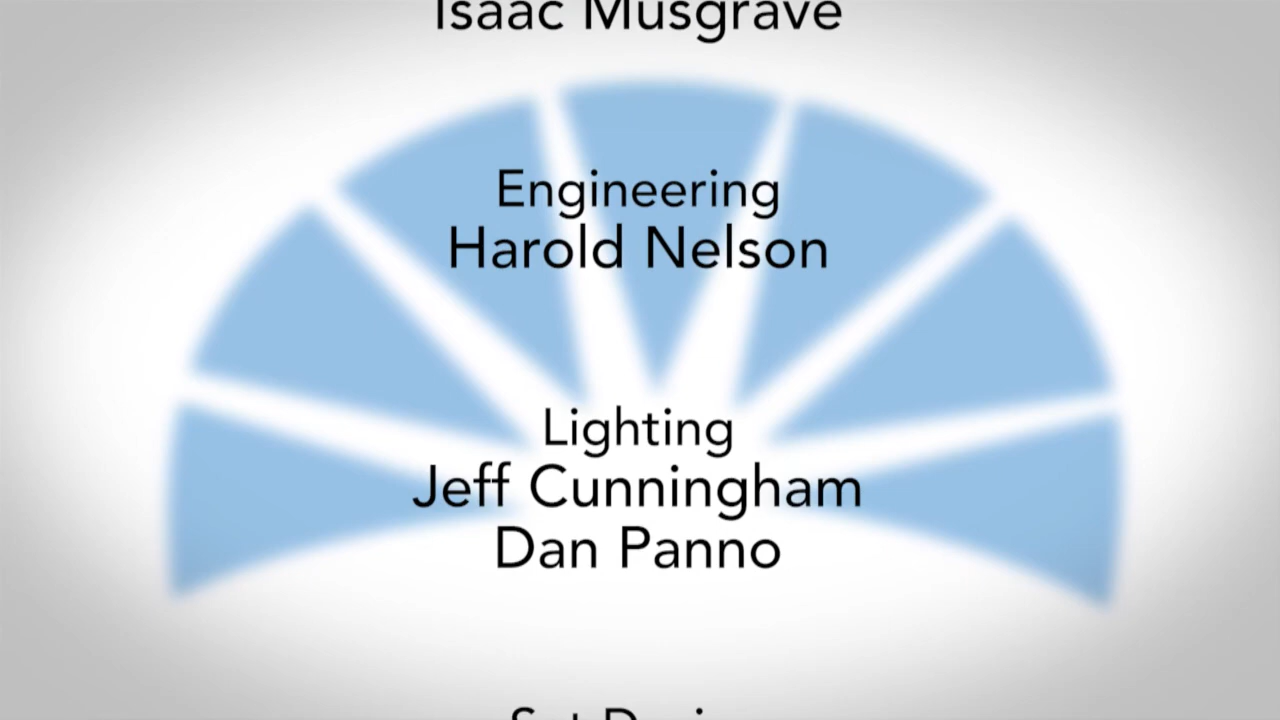 Isaac Musgrave
Engineering
Harold Nelson
Lighting
Jeff Cunningham
Dan Panno